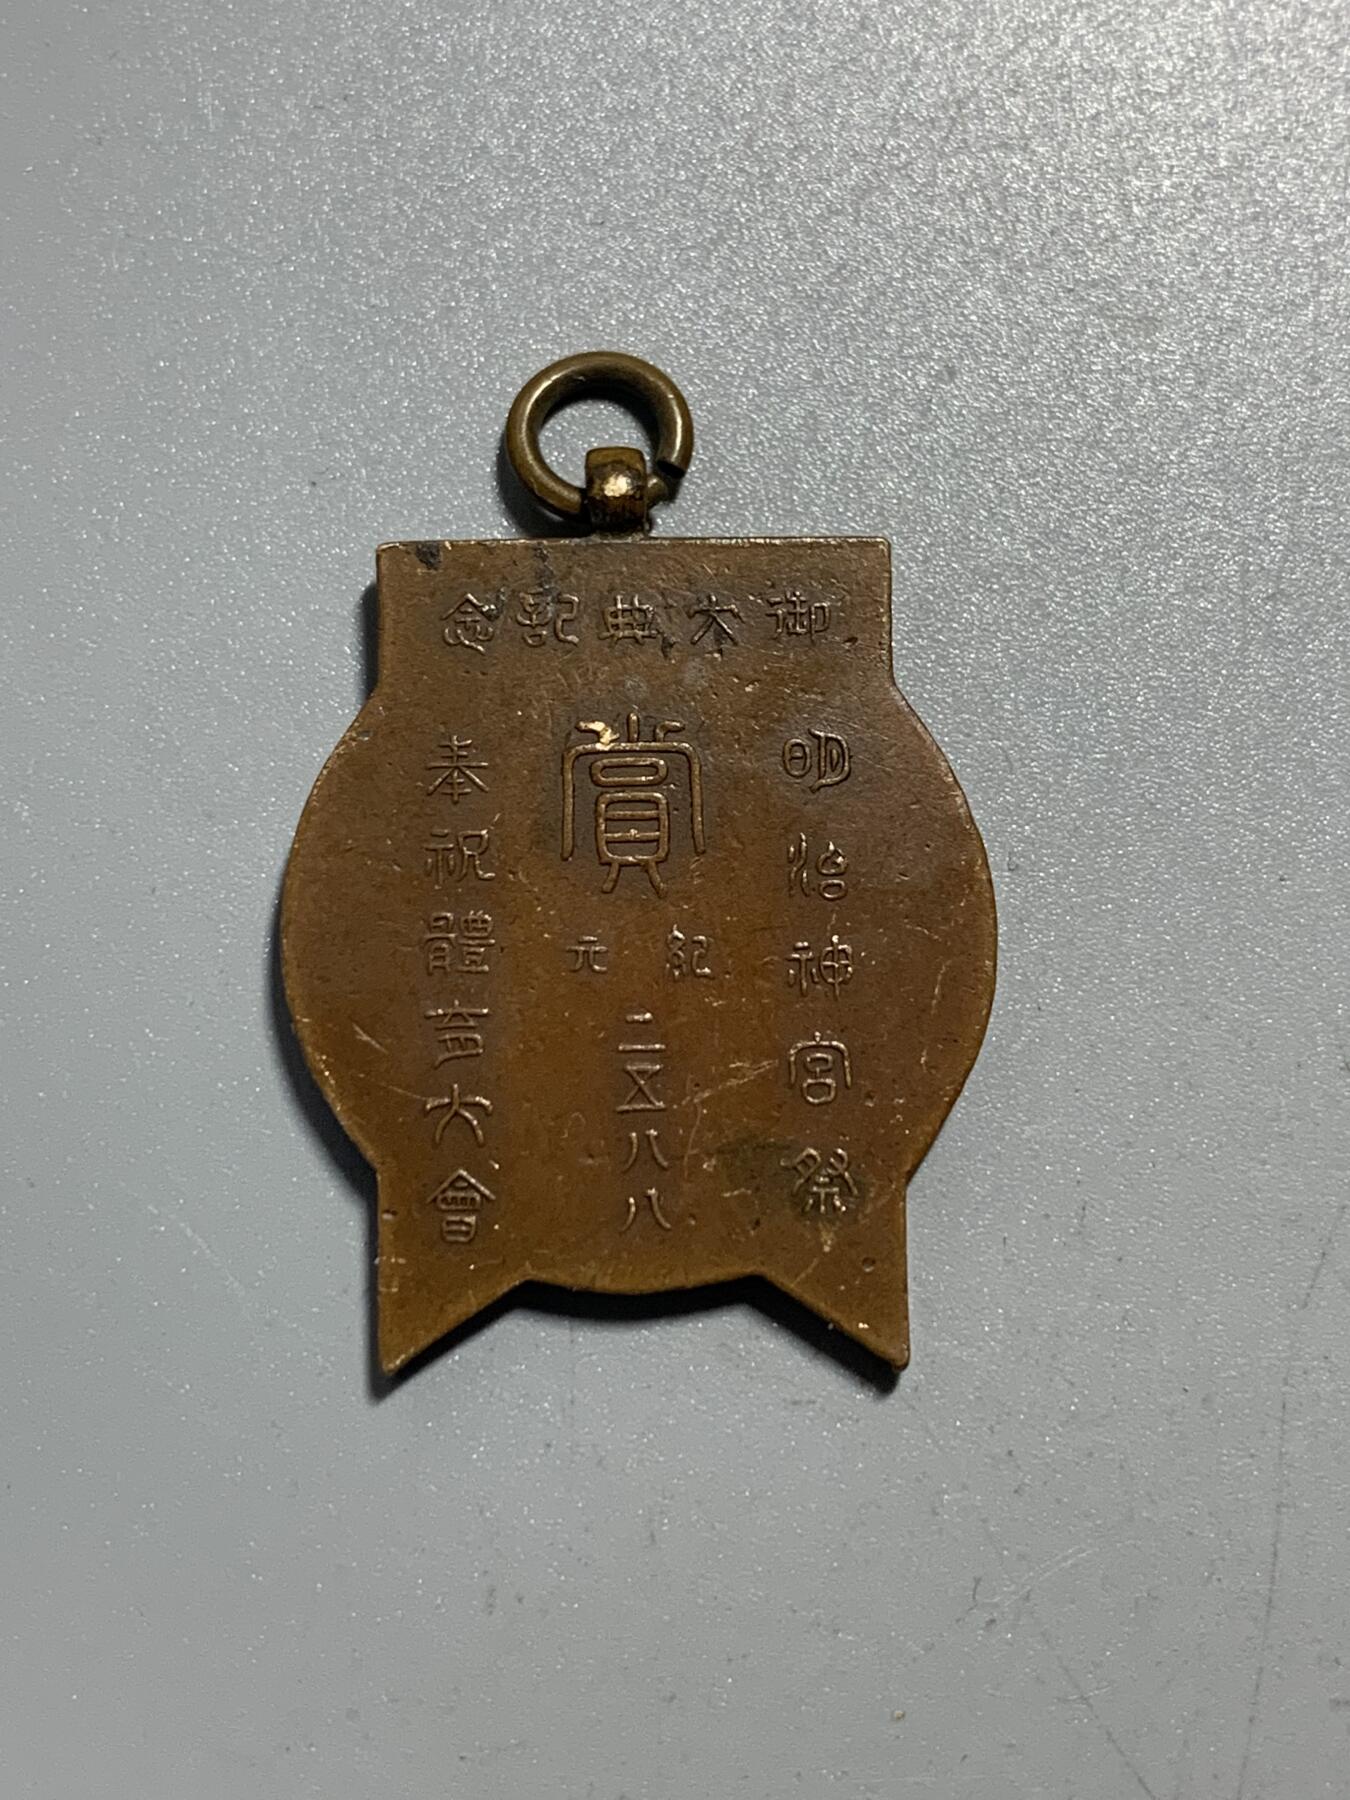 御大典記念
明治神宮祭
賞
紀元
二五八八
奉祝體育大會